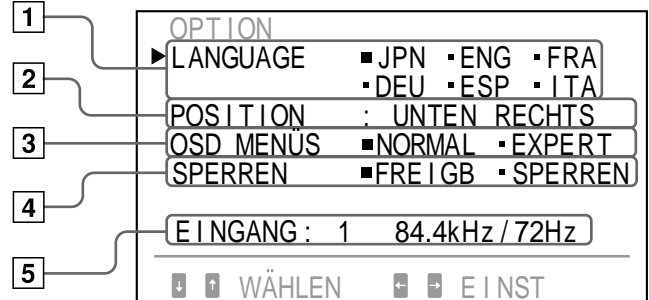 OPTION
1 LANGUAGE ■ JPN ▪ ENG ▪ FRA
▪ DEU ▪ ESP ▪ ITA
2 POSITION : UNTEN RECHTS
3 OSD MENÜS ■ NORMAL ▪ EXPERT
4 SPERREN ■ FREIGB ▪ SPERREN
5 EINGANG : 1 84.4kHz / 72Hz
↓ ↑ WÄHLEN ← → EINST